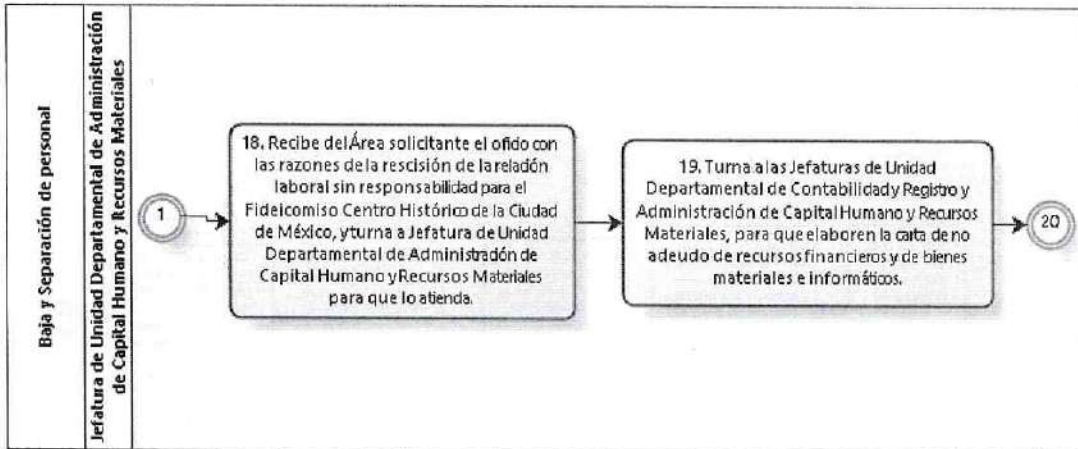 Baja y Separación de personal
Jefatura de Unidad Departamental de Administración
de Capital Humano y Recursos Materiales
1
18. Recibe del Área solicitante el oficio con
las razones de la rescisión de la relación
laboral sin responsabilidad para el
Fideicomiso Centro Histórico de la Ciudad
de México, y turna a Jefatura de Unidad
Departamental de Administración de
Capital Humano y Recursos Materiales
para que lo atienda.
19. Turna a las Jefaturas de Unidad
Departamental de Contabilidad y Registro y
Administración de Capital Humano y Recursos
Materiales, para que elaboren la carta de no
adeudo de recursos financieros y de bienes
materiales e informáticos.
20